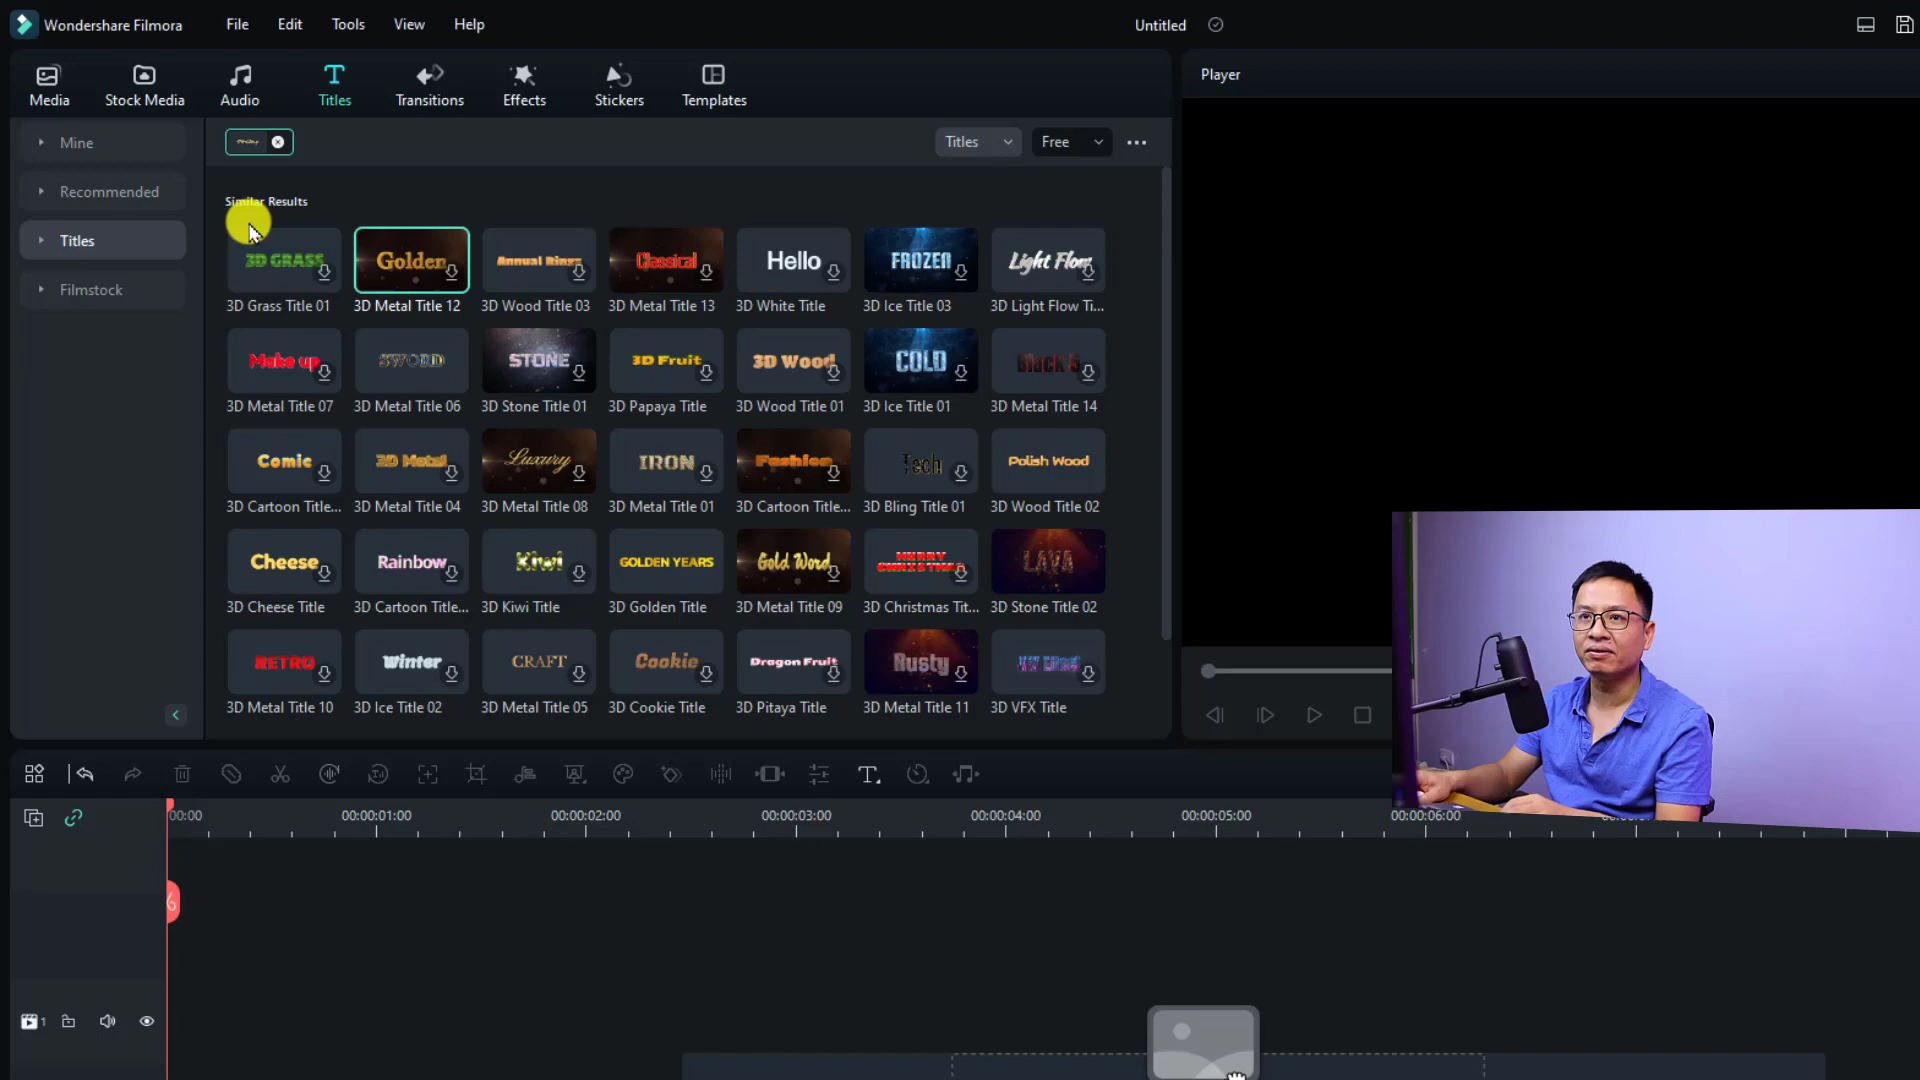 Wondershare Filmora File Edit Tools View Help Untitled
Media Stock Media Audio Titles Transitions Effects Stickers Templates
Player
Mine
Recommended
Titles
Filmstock
Titles Free
Similar Results
3D GRASS Golden Annual Rings Classical Hello FROZEN Light Flow
3D Grass Title 01 3D Metal Title 12 3D Wood Title 03 3D Metal Title 13 3D White Title 3D Ice Title 03 3D Light Flow Ti...
Make up SWORD STONE 3D Fruit 3D Wood COLD Black 5
3D Metal Title 07 3D Metal Title 06 3D Stone Title 01 3D Papaya Title 3D Wood Title 01 3D Ice Title 01 3D Metal Title 14
Comic 3D Metal Luxury IRON Fashion Tech Polish Wood
3D Cartoon Title... 3D Metal Title 04 3D Metal Title 08 3D Metal Title 01 3D Cartoon Title... 3D Bling Title 01 3D Wood Title 02
Cheese Rainbow Kiwi GOLDEN YEARS Gold Word MERRY CHRISTMAS LAVA
3D Cheese Title 3D Cartoon Title... 3D Kiwi Title 3D Golden Title 3D Metal Title 09 3D Christmas Tit... 3D Stone Title 02
RETRO Winter CRAFT Cookie Dragon Fruit Rusty
3D Metal Title 10 3D Ice Title 02 3D Metal Title 05 3D Cookie Title 3D Pitaya Title 3D Metal Title 11 3D VFX Title
00:00 00:00:01:00 00:00:02:00 00:00:03:00 00:00:04:00 00:00:05:00 00:00:06:00
1